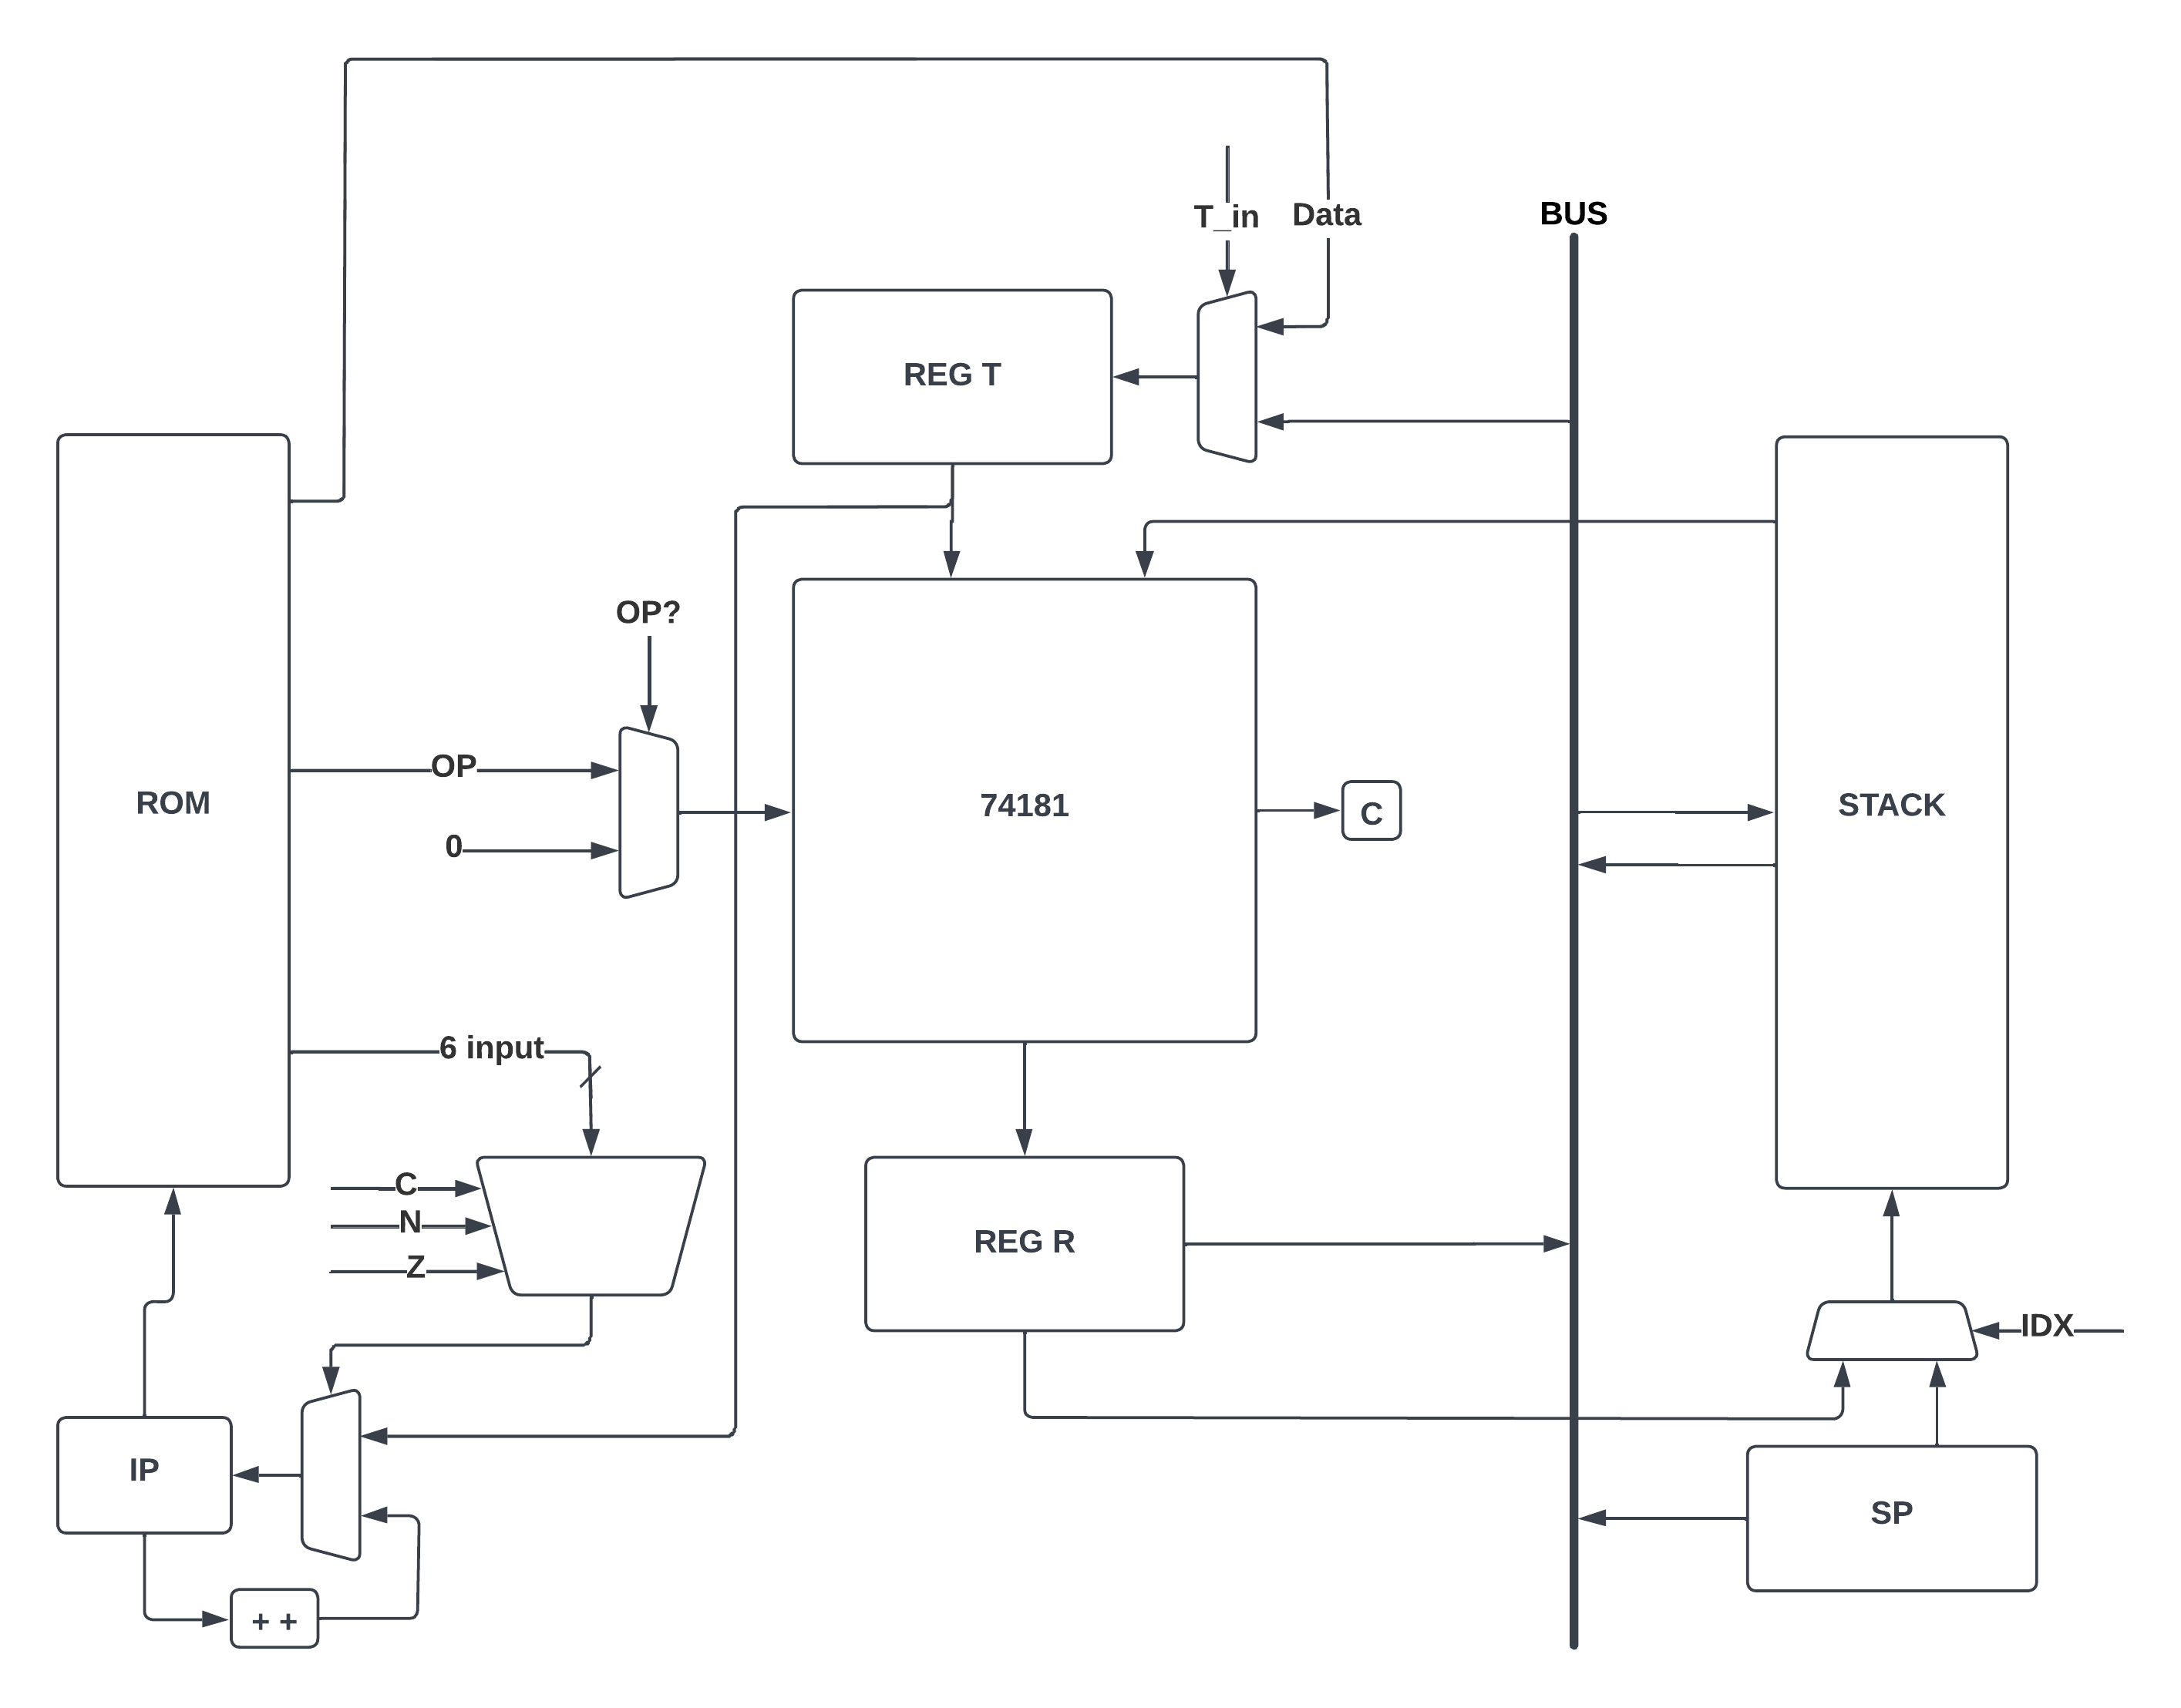 T_in
Data
BUS
REG T
OP?
OP
ROM
0
74181
C
STACK
6 input
C
N
Z
REG R
IDX
IP
SP
+ +